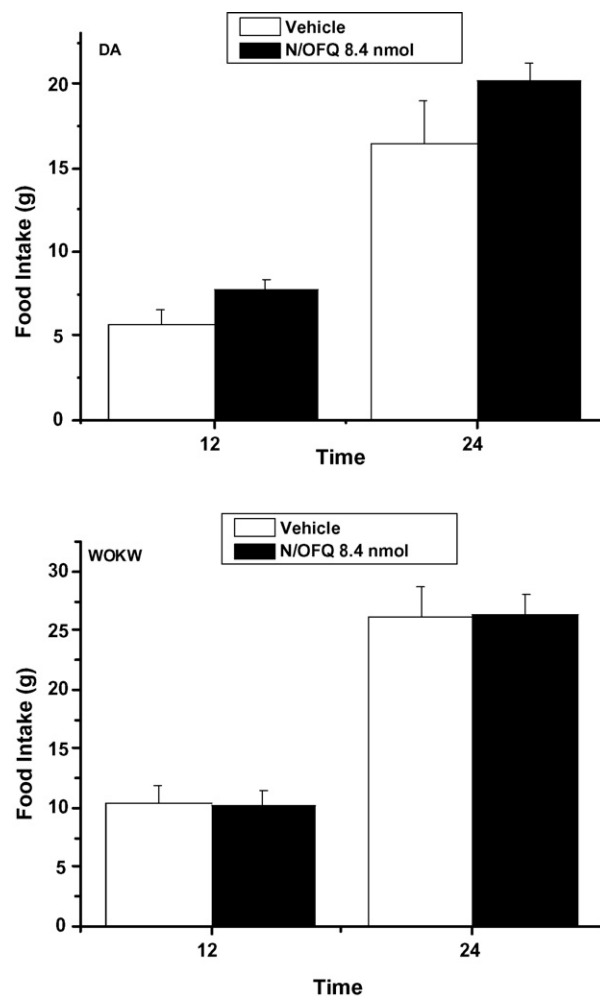 DA
Vehicle
N/OFQ 8.4 nmol
Food Intake (g)
20
15
10
5
0
12
24
Time
WOKW
Vehicle
N/OFQ 8.4 nmol
Food Intake (g)
30
25
20
15
10
5
0
12
24
Time